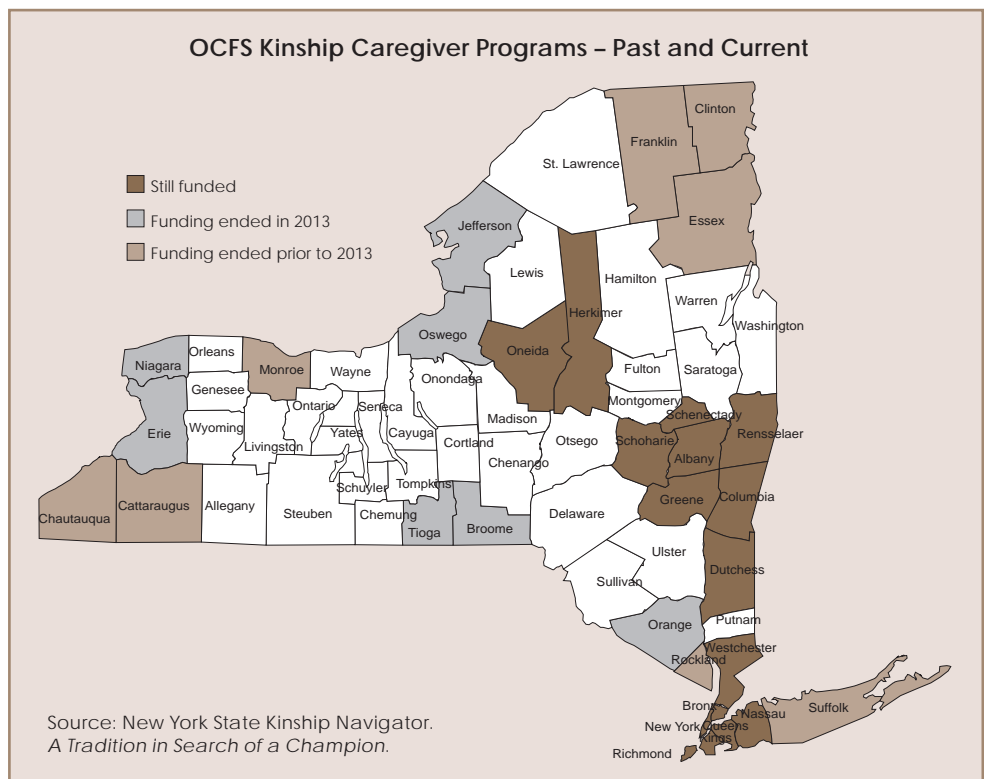 OCFS Kinship Caregiver Programs – Past and Current
Clinton
Franklin
St. Lawrence
Still funded
Funding ended in 2013
Funding ended prior to 2013
Essex
Jefferson
Lewis
Hamilton
Warren
Herkimer
Washington
Oswego
Oneida
Orleans
Niagara
Monroe
Wayne
Fulton
Saratoga
Onondaga
Genesee
Montgomery
Ontario
Seneca
Schenectady
Madison
Wyoming
Erie
Yates
Cayuga
Cortland
Otsego
Schoharie
Rensselaer
Livingston
Albany
Chenango
Tompkins
Schuyler
Greene
Columbia
Cattaraugus
Allegany
Steuben
Chemung
Delaware
Chautauqua
Tioga
Broome
Ulster
Dutchess
Sullivan
Orange
Putnam
Westchester
Rockland
Bronx
Suffolk
Nassau
New York
Queens
Kings
Richmond
Source: New York State Kinship Navigator.
A Tradition in Search of a Champion.